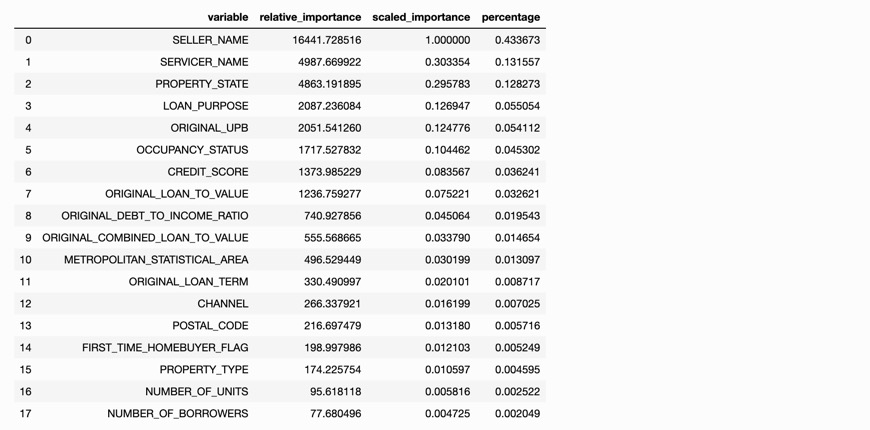 variable relative_importance scaled_importance percentage
0 SELLER_NAME 16441.728516 1.000000 0.433673
1 SERVICER_NAME 4987.669922 0.303354 0.131557
2 PROPERTY_STATE 4863.191895 0.295783 0.128273
3 LOAN_PURPOSE 2087.236084 0.126947 0.055054
4 ORIGINAL_UPB 2051.541260 0.124776 0.054112
5 OCCUPANCY_STATUS 1717.527832 0.104462 0.045302
6 CREDIT_SCORE 1373.985229 0.083567 0.036241
7 ORIGINAL_LOAN_TO_VALUE 1236.759277 0.075221 0.032621
8 ORIGINAL_DEBT_TO_INCOME_RATIO 740.927856 0.045064 0.019543
9 ORIGINAL_COMBINED_LOAN_TO_VALUE 555.568665 0.033790 0.014654
10 METROPOLITAN_STATISTICAL_AREA 496.529449 0.030199 0.013097
11 ORIGINAL_LOAN_TERM 330.490997 0.020101 0.008717
12 CHANNEL 266.337921 0.016199 0.007025
13 POSTAL_CODE 216.697479 0.013180 0.005716
14 FIRST_TIME_HOMEBUYER_FLAG 198.997986 0.012103 0.005249
15 PROPERTY_TYPE 174.225754 0.010597 0.004595
16 NUMBER_OF_UNITS 95.618118 0.005816 0.002522
17 NUMBER_OF_BORROWERS 77.680496 0.004725 0.002049